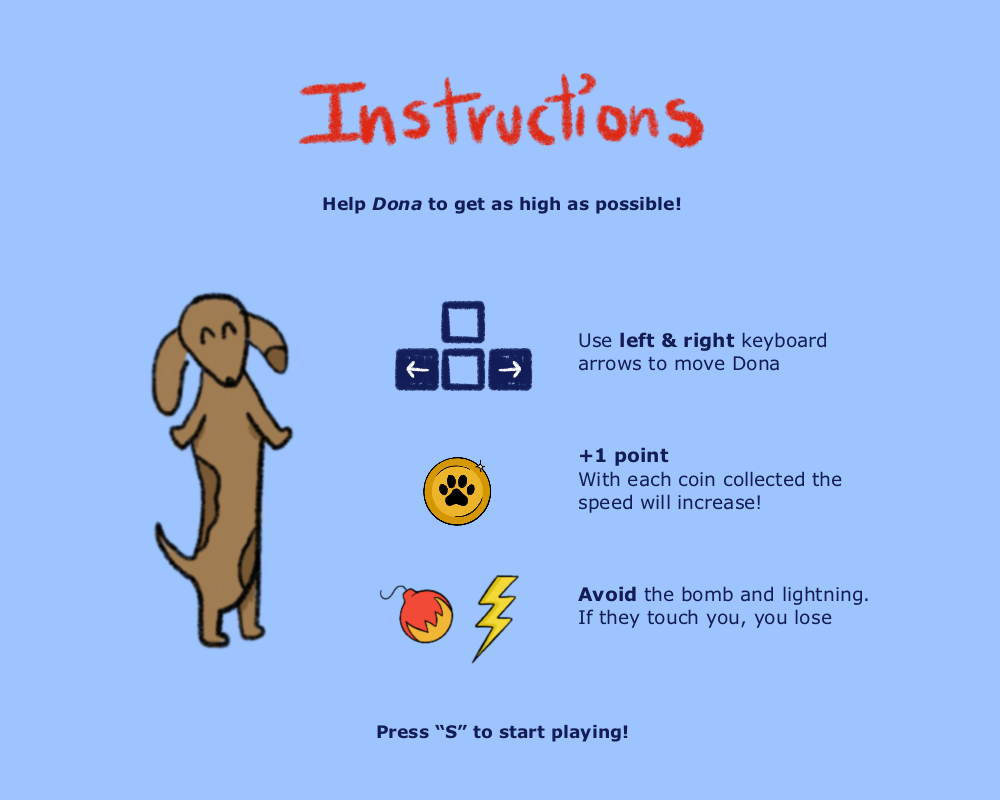 Instructions
Help Dona to get as high as possible!
Use left & right keyboard
arrows to move Dona
+1 point
With each coin collected the
speed will increase!
Avoid the bomb and lightning.
If they touch you, you lose
Press “S” to start playing!